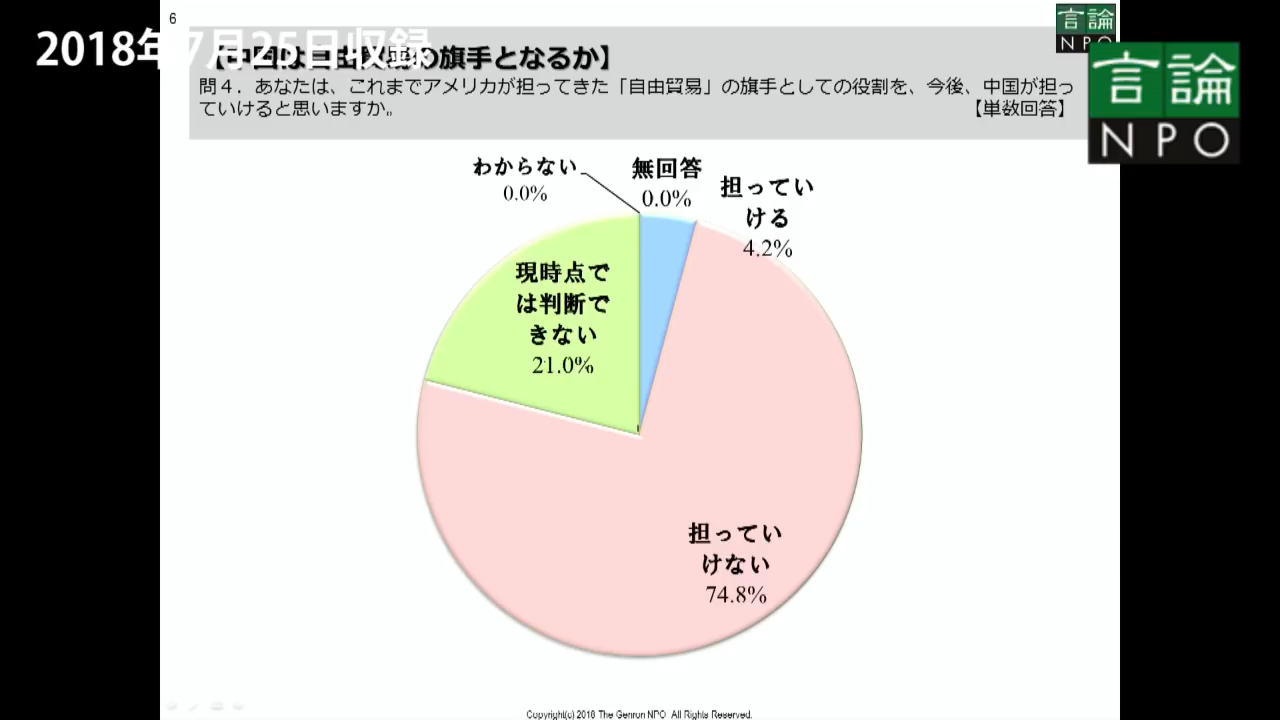 6
2018年7月25日収録
【中国は自由貿易の旗手となるか】
言論
NPO
言論
NPO
問4．あなたは、これまでアメリカが担ってきた「自由貿易」の旗手としての役割を、今後、中国が担っ
ていけると思いますか。
【単数回答】
わからない
0.0%
無回答
0.0%
担ってい
ける
4.2%
現時点で
は判断で
きない
21.0%
担ってい
けない
74.8%
Copyright(c) 2018 The Genron NPO All Rights Reserved.